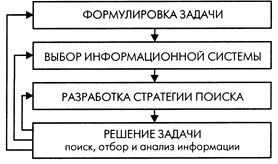 ФОРМУЛИРОВКА ЗАДАЧИ
ВЫБОР ИНФОРМАЦИОННОЙ СИСТЕМЫ
РАЗРАБОТКА СТРАТЕГИИ ПОИСКА
РЕШЕНИЕ ЗАДАЧИ
поиск, отбор и анализ информации